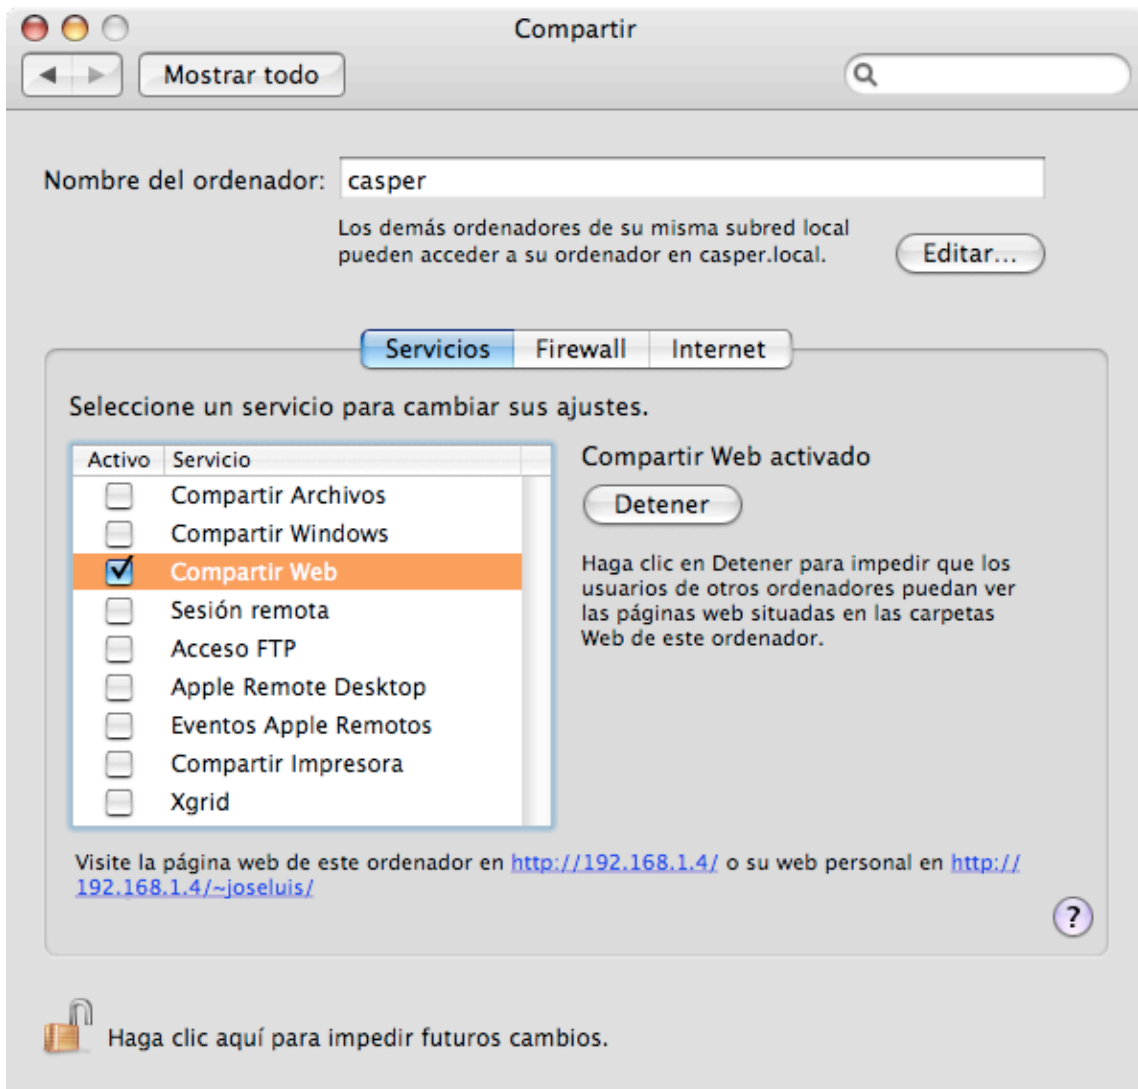 Compartir
Mostrar todo
Nombre del ordenador: casper
Los demás ordenadores de su misma subred local
pueden acceder a su ordenador en casper.local.
Editar...
Servicios Firewall Internet
Seleccione un servicio para cambiar sus ajustes.
Activo Servicio
Compartir Archivos
Compartir Windows
Compartir Web
Sesión remota
Acceso FTP
Apple Remote Desktop
Eventos Apple Remotos
Compartir Impresora
Xgrid
Compartir Web activado
Detener
Haga clic en Detener para impedir que los
usuarios de otros ordenadores puedan ver
las páginas web situadas en las carpetas
Web de este ordenador.
Visite la página web de este ordenador en http://192.168.1.4/ o su web personal en http://
192.168.1.4/~joseluis/
?
Haga clic aquí para impedir futuros cambios.